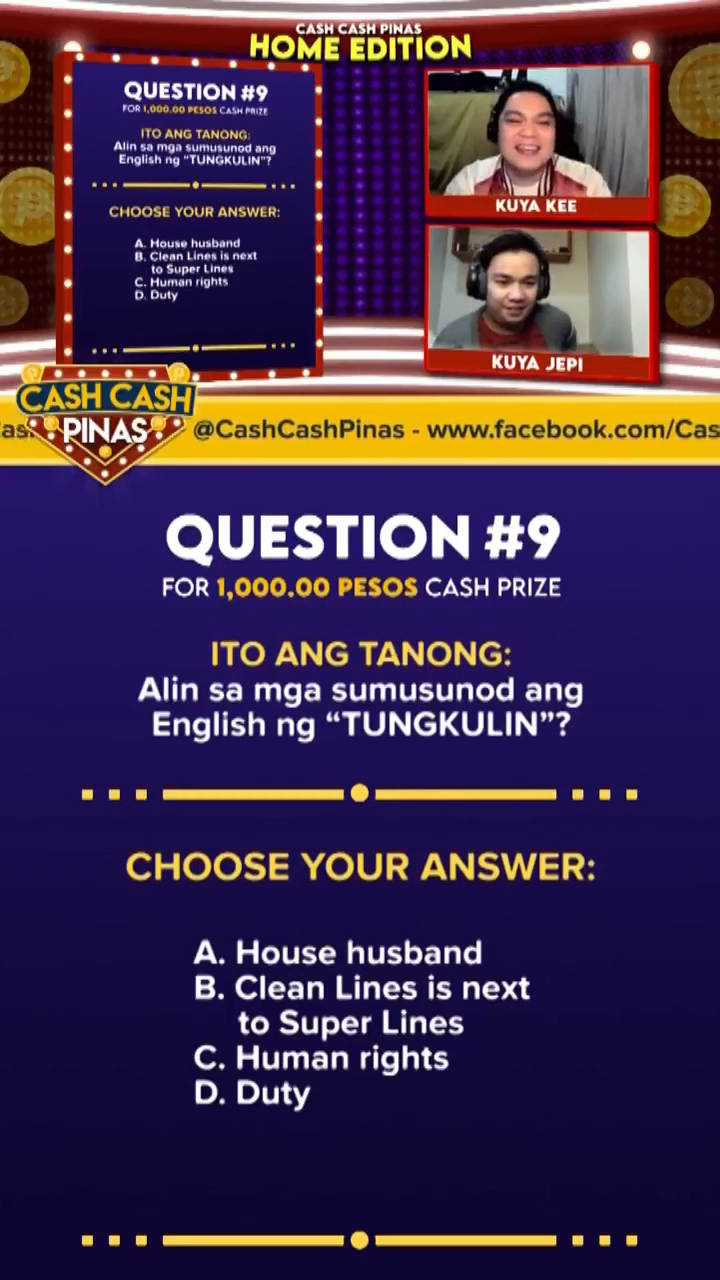 CASH CASH PINAS
HOME EDITION
QUESTION #9
FOR 1,000.00 PESOS CASH PRIZE
ITO ANG TANONG:
Alin sa mga sumusunod ang
English ng “TUNGKULIN”?
CHOOSE YOUR ANSWER:
A. House husband
B. Clean Lines is next
to Super Lines
C. Human rights
D. Duty
KUYA KEE
KUYA JEPI
CASH CASH
PINAS
@CashCashPinas - www.facebook.com/Cas
QUESTION #9
FOR 1,000.00 PESOS CASH PRIZE
ITO ANG TANONG:
Alin sa mga sumusunod ang
English ng “TUNGKULIN”?
CHOOSE YOUR ANSWER:
A. House husband
B. Clean Lines is next
to Super Lines
C. Human rights
D. Duty